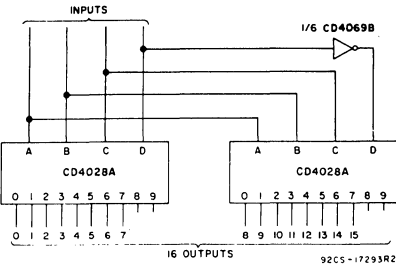 INPUTS
1/6 CD4069B
A B C D A B C D
CD4028A CD4028A
0 1 2 3 4 5 6 7 8 9 0 1 2 3 4 5 6 7 8 9
0 1 2 3 4 5 6 7 8 9 10 11 12 13 14 15
16 OUTPUTS
92CS-17293R2